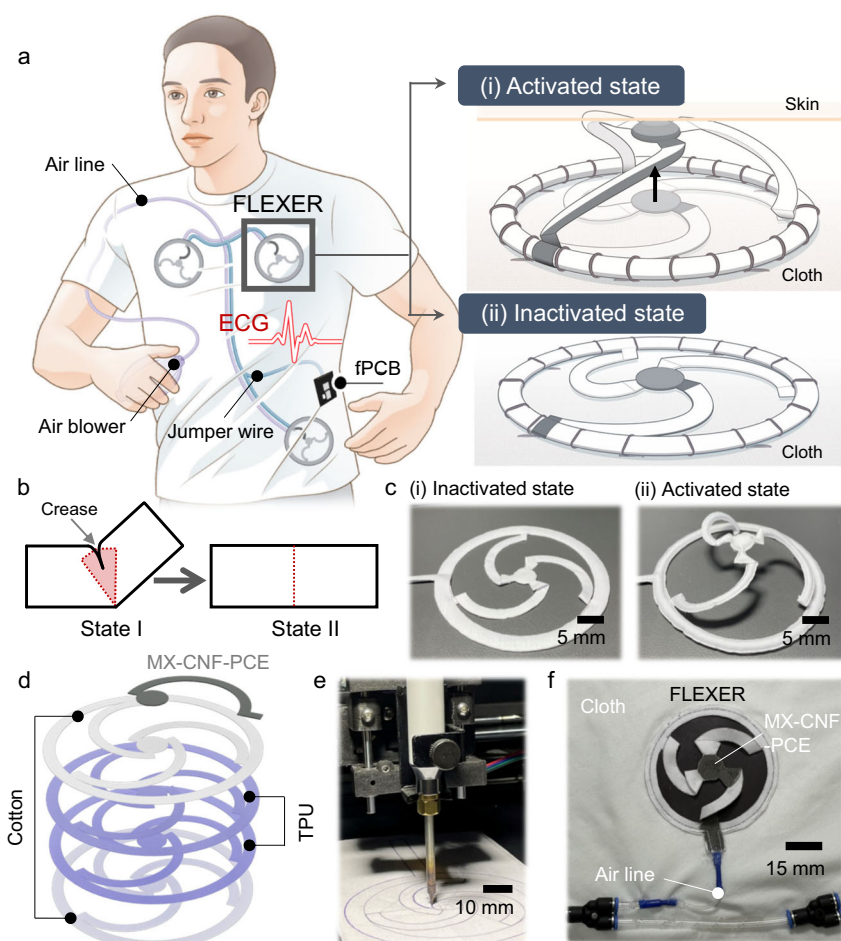 a
(i) Activated state
Skin
Air line
FLEXER
Cloth
(ii) Inactivated state
ECG
fPCB
Air blower
Jumper wire
Cloth
b
Crease
State I
State II
c
(i) Inactivated state
(ii) Activated state
5 mm
5 mm
d
MX-CNF-PCE
Cotton
TPU
e
10 mm
f
FLEXER
Cloth
MX-CNF
-PCE
15 mm
Air line